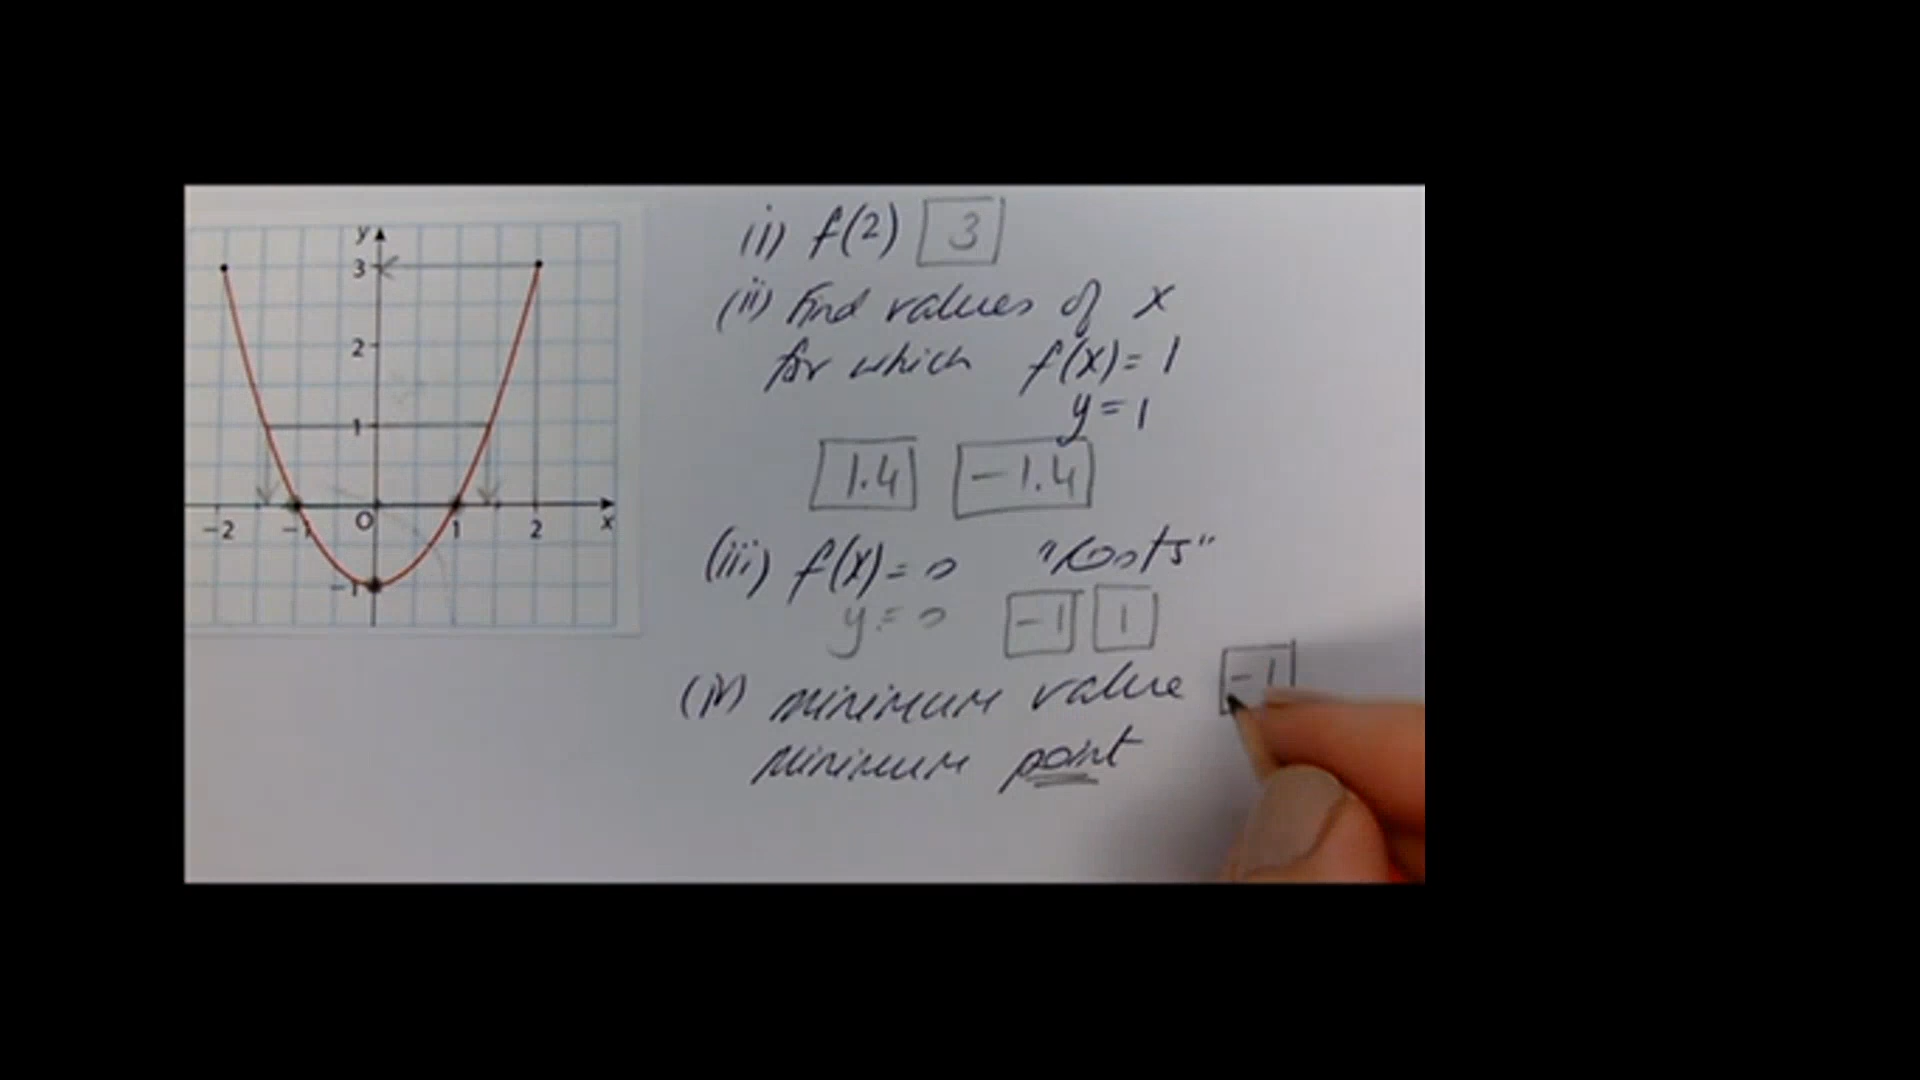 y
3
2
1
O
-2
-1
1
2
x
-1
(i) f(2) 3
(ii) Find values of x
for which f(x) = 1
y = 1
1.4 -1.4
(iii) f(x) = 0 "roots"
y = 0 -1 1
(iv) minimum value -1
minimum point